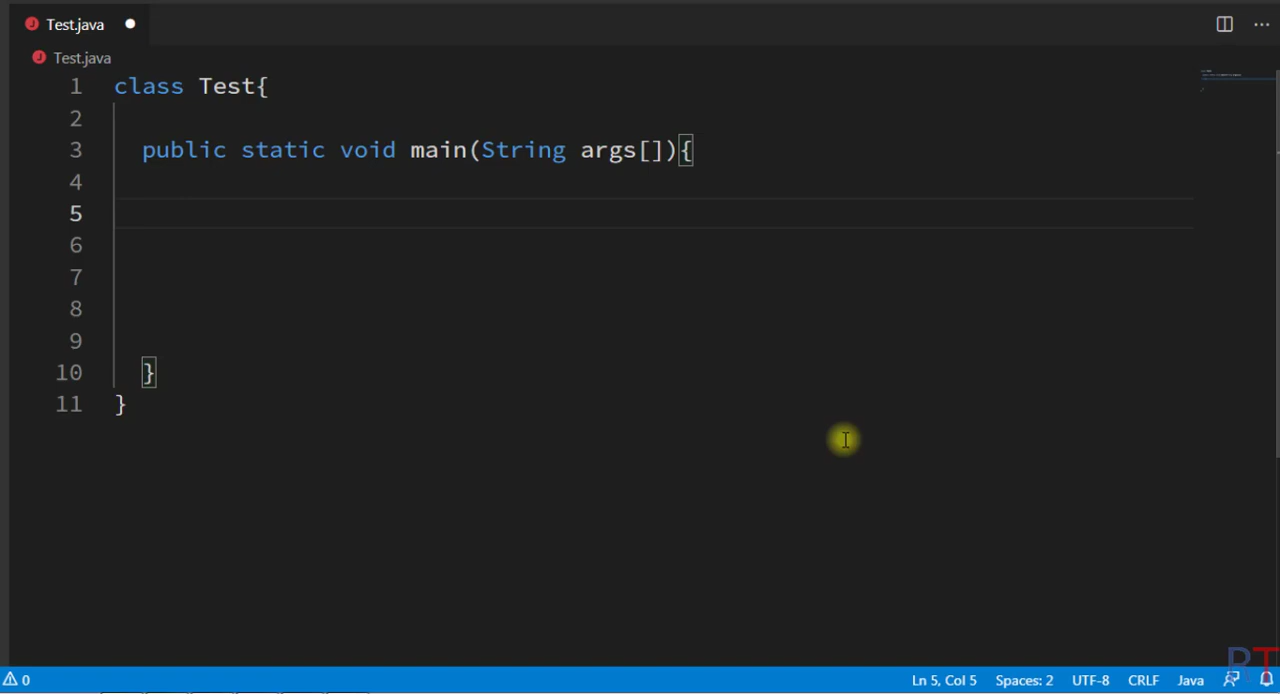 Test.java
Test.java
1 class Test{
2
3 public static void main(String args[]){
4
5
6
7
8
9
10 }
11 }
0 Ln 5, Col 5 Spaces: 2 UTF-8 CRLF Java
RT